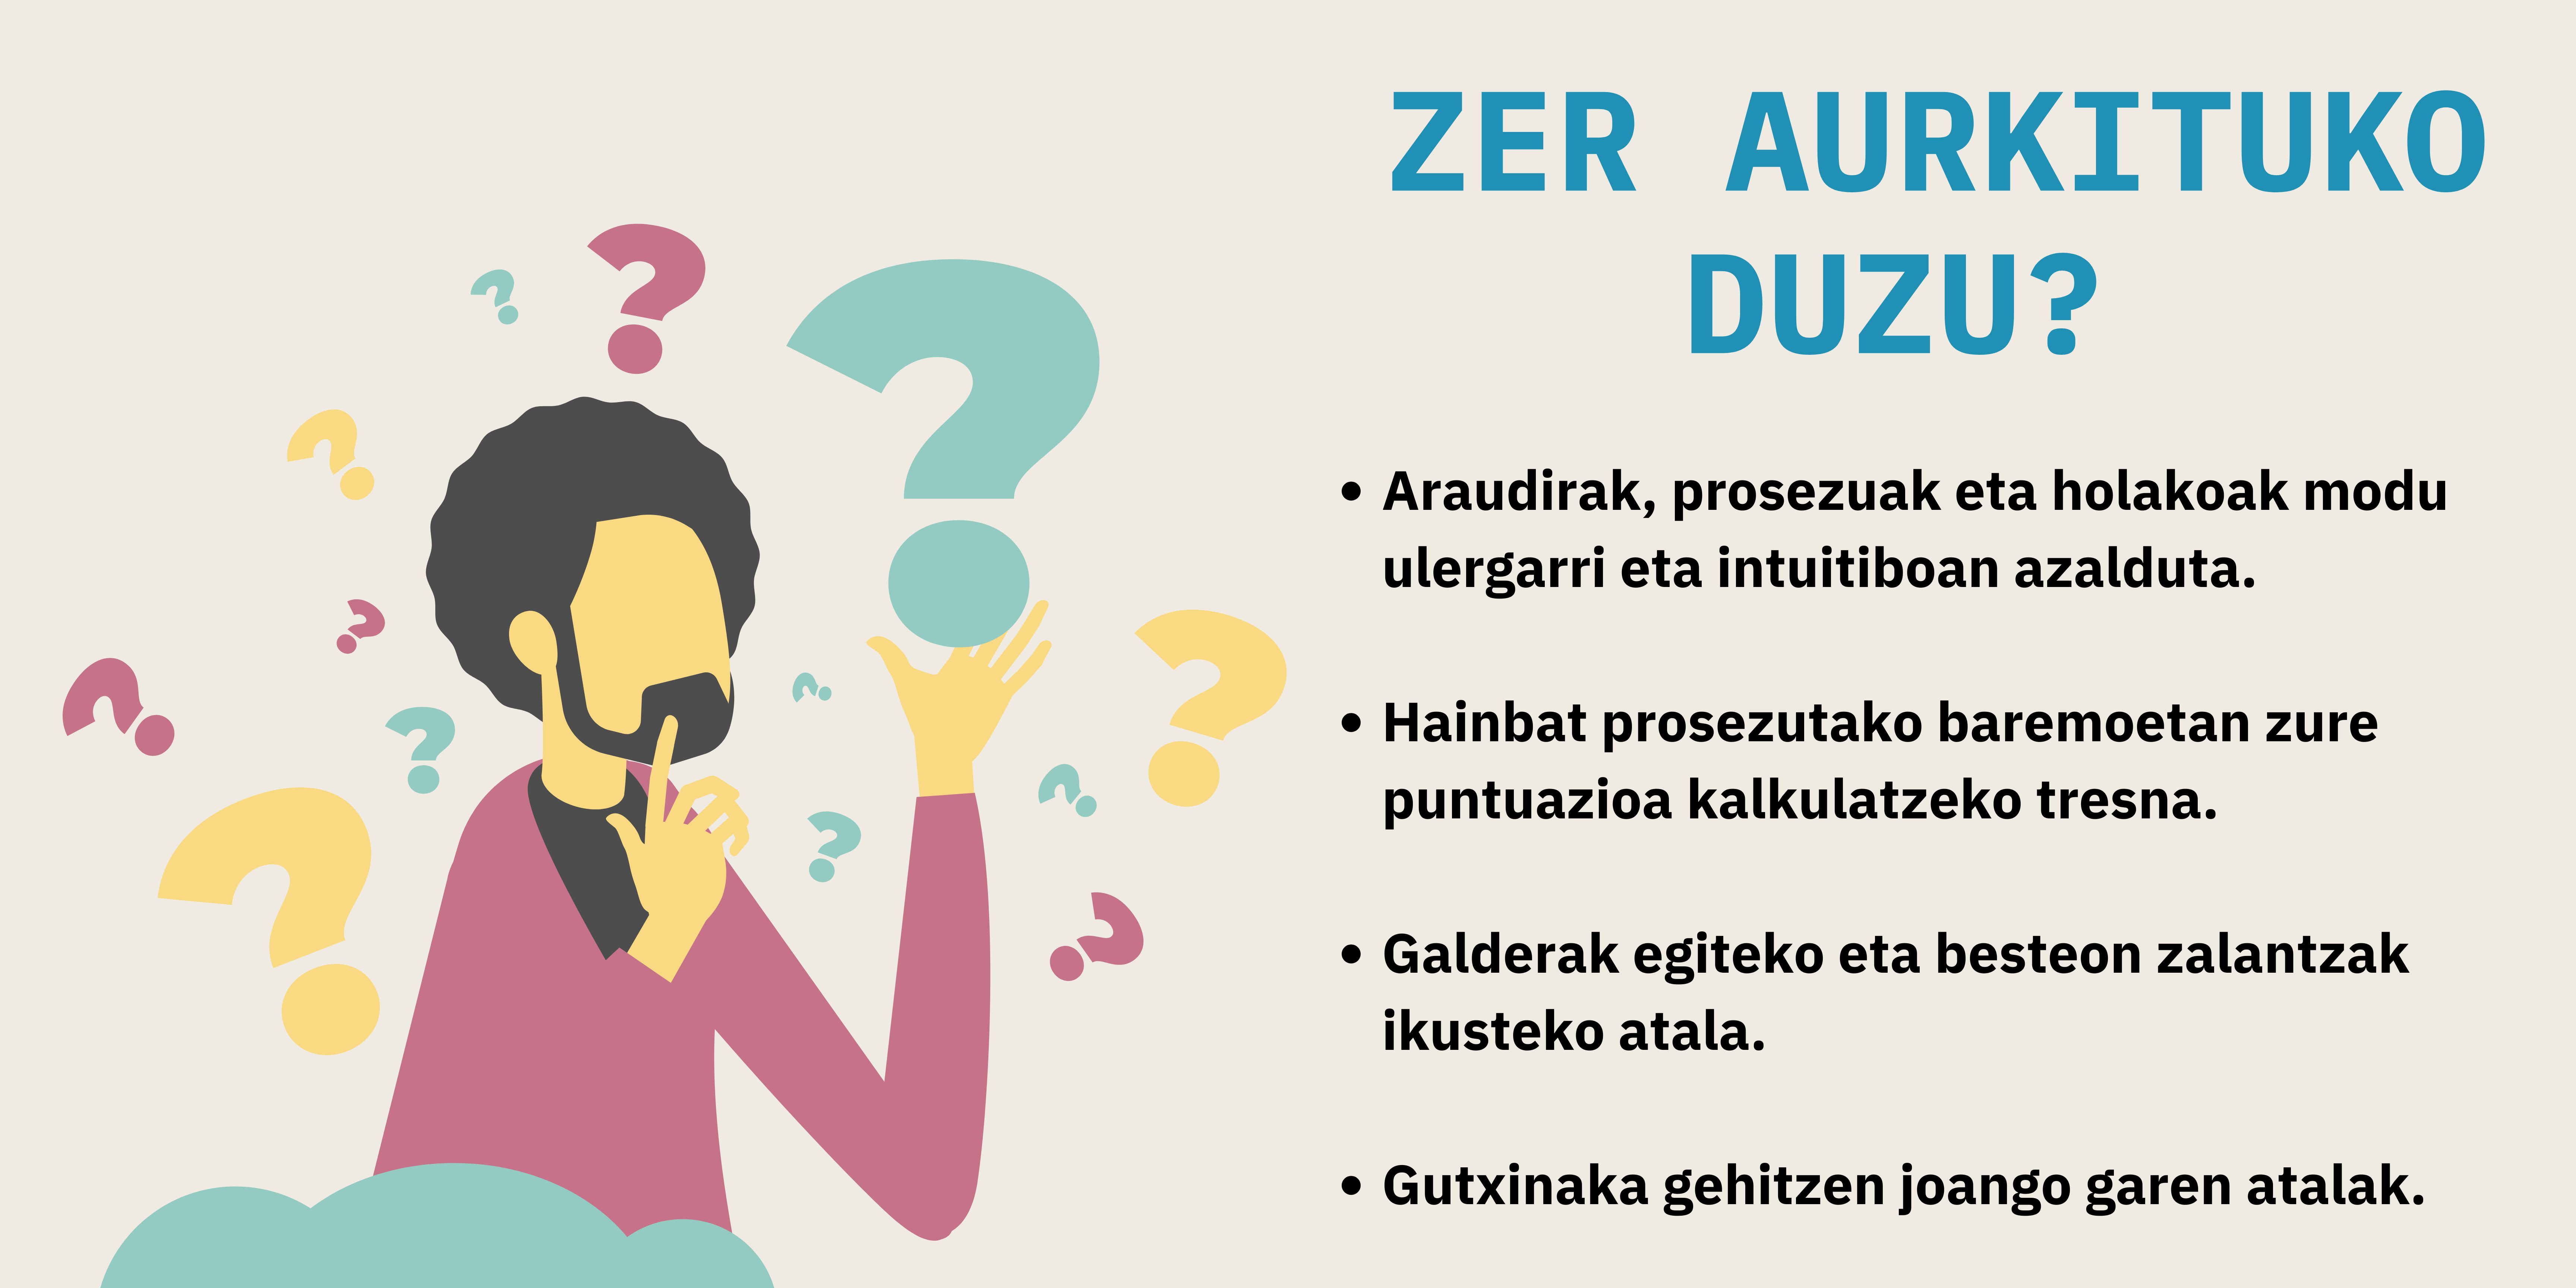 ZER AURKITUKO
DUZU?
• Araudirak, prosezuak eta holakoak modu
ulergarri eta intuitiboan azalduta.
• Hainbat prosezutako baremoetan zure
puntuazioa kalkulatzeko tresna.
• Galderak egiteko eta besteon zalantzak
ikusteko atala.
• Gutxinaka gehitzen joango garen atalak.